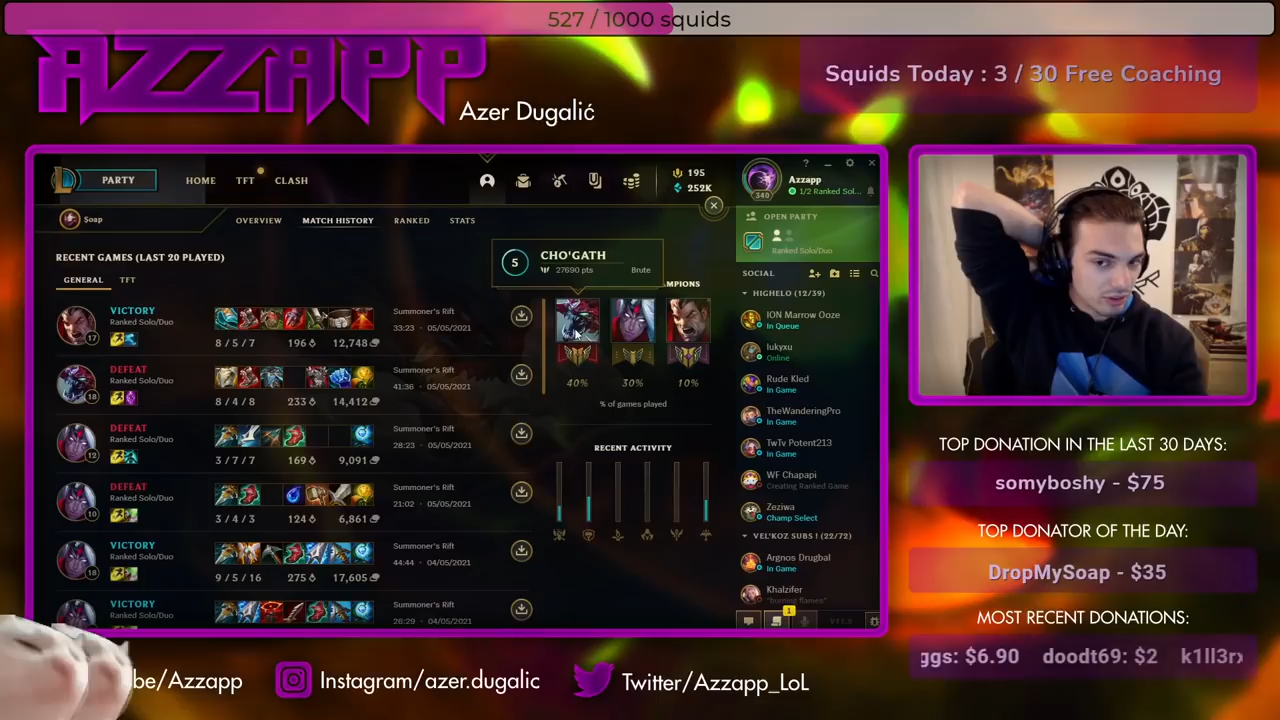 527 / 1000 squids
AZZAPP
Azer Dugalić
Squids Today : 3 / 30 Free Coaching
PARTY
HOME
TFT
CLASH
195
252K
?
Azzapp
340
1/2 Ranked Sol...
Soap
OVERVIEW
MATCH HISTORY
RANKED
STATS
OPEN PARTY
Ranked Solo/Duo
RECENT GAMES (LAST 20 PLAYED)
GENERAL
TFT
5
CHO'GATH
27690 pts
Brute
MPIONS
40%
30%
10%
% of games played
RECENT ACTIVITY
VICTORY
Ranked Solo/Duo
17
8 / 5 / 7
196
12,748
Summoner's Rift
33:23 · 05/05/2021
DEFEAT
Ranked Solo/Duo
18
8 / 4 / 8
233
14,412
Summoner's Rift
41:36 · 05/05/2021
DEFEAT
Ranked Solo/Duo
12
3 / 7 / 7
169
9,091
Summoner's Rift
28:23 · 05/05/2021
DEFEAT
Ranked Solo/Duo
10
3 / 4 / 3
124
6,861
Summoner's Rift
21:02 · 05/05/2021
VICTORY
Ranked Solo/Duo
18
9 / 5 / 16
275
17,605
Summoner's Rift
44:44 · 04/05/2021
VICTORY
Ranked Solo/Duo
Summoner's Rift
26:29 · 04/05/2021
SOCIAL
HIGHELO (12/39)
ION Marrow Ooze
In Queue
lukyxu
Online
Rude Kled
In Game
TheWanderingPro
In Game
TwTv Potent213
In Game
WF Chapapi
Creating Ranked Game
Zeziwa
Champ Select
VEL'KOZ SUBS ! (22/72)
Argnos Drugbal
In Game
Khalzifer
"burning flames"
1
TOP DONATION IN THE LAST 30 DAYS:
somyboshy - $75
TOP DONATOR OF THE DAY:
DropMySoap - $35
MOST RECENT DONATIONS:
ggs: $6.90 doodt69: $2 k1ll3rx
be/Azzapp
Instagram/azer.dugalic
Twitter/Azzapp_LoL